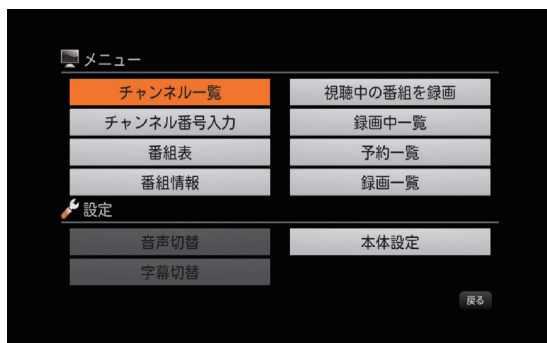 メニュー
チャンネル一覧 視聴中の番組を録画
チャンネル番号入力 録画中一覧
番組表 予約一覧
番組情報 録画一覧
設定
音声切替 本体設定
字幕切替
戻る